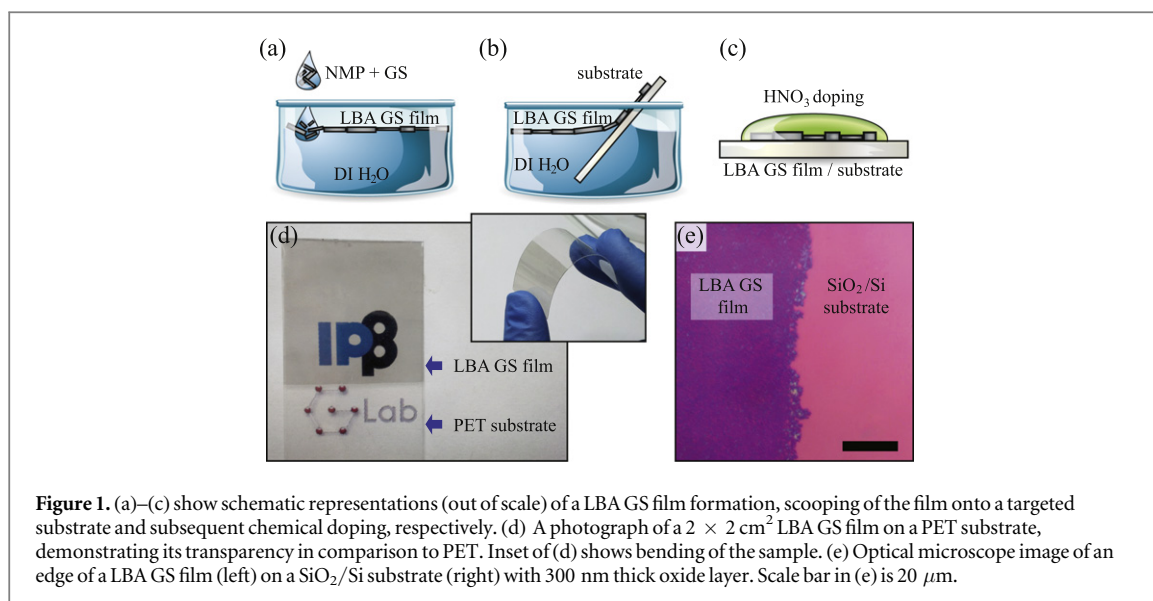 (a)
NMP + GS
LBA GS film
DI H₂O
(b)
substrate
LBA GS film
DI H₂O
(c)
HNO₃ doping
LBA GS film / substrate
(d)
IPB
G Lab
LBA GS film
PET substrate
(e)
LBA GS
film
SiO₂/Si
substrate
Figure 1. (a)–(c) show schematic representations (out of scale) of a LBA GS film formation, scooping of the film onto a targeted
substrate and subsequent chemical doping, respectively. (d) A photograph of a 2 × 2 cm² LBA GS film on a PET substrate,
demonstrating its transparency in comparison to PET. Inset of (d) shows bending of the sample. (e) Optical microscope image of an
edge of a LBA GS film (left) on a SiO₂/Si substrate (right) with 300 nm thick oxide layer. Scale bar in (e) is 20 μm.